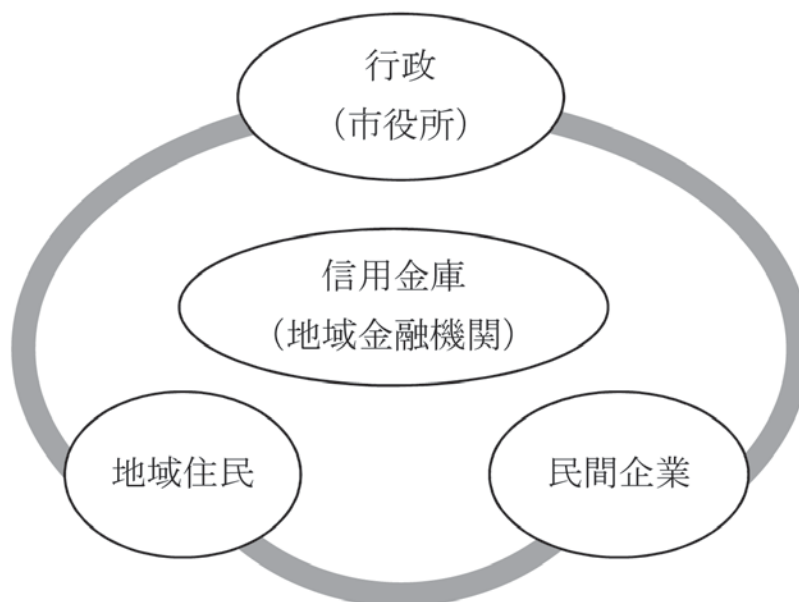 行政
（市役所）
信用金庫
（地域金融機関）
地域住民
民間企業